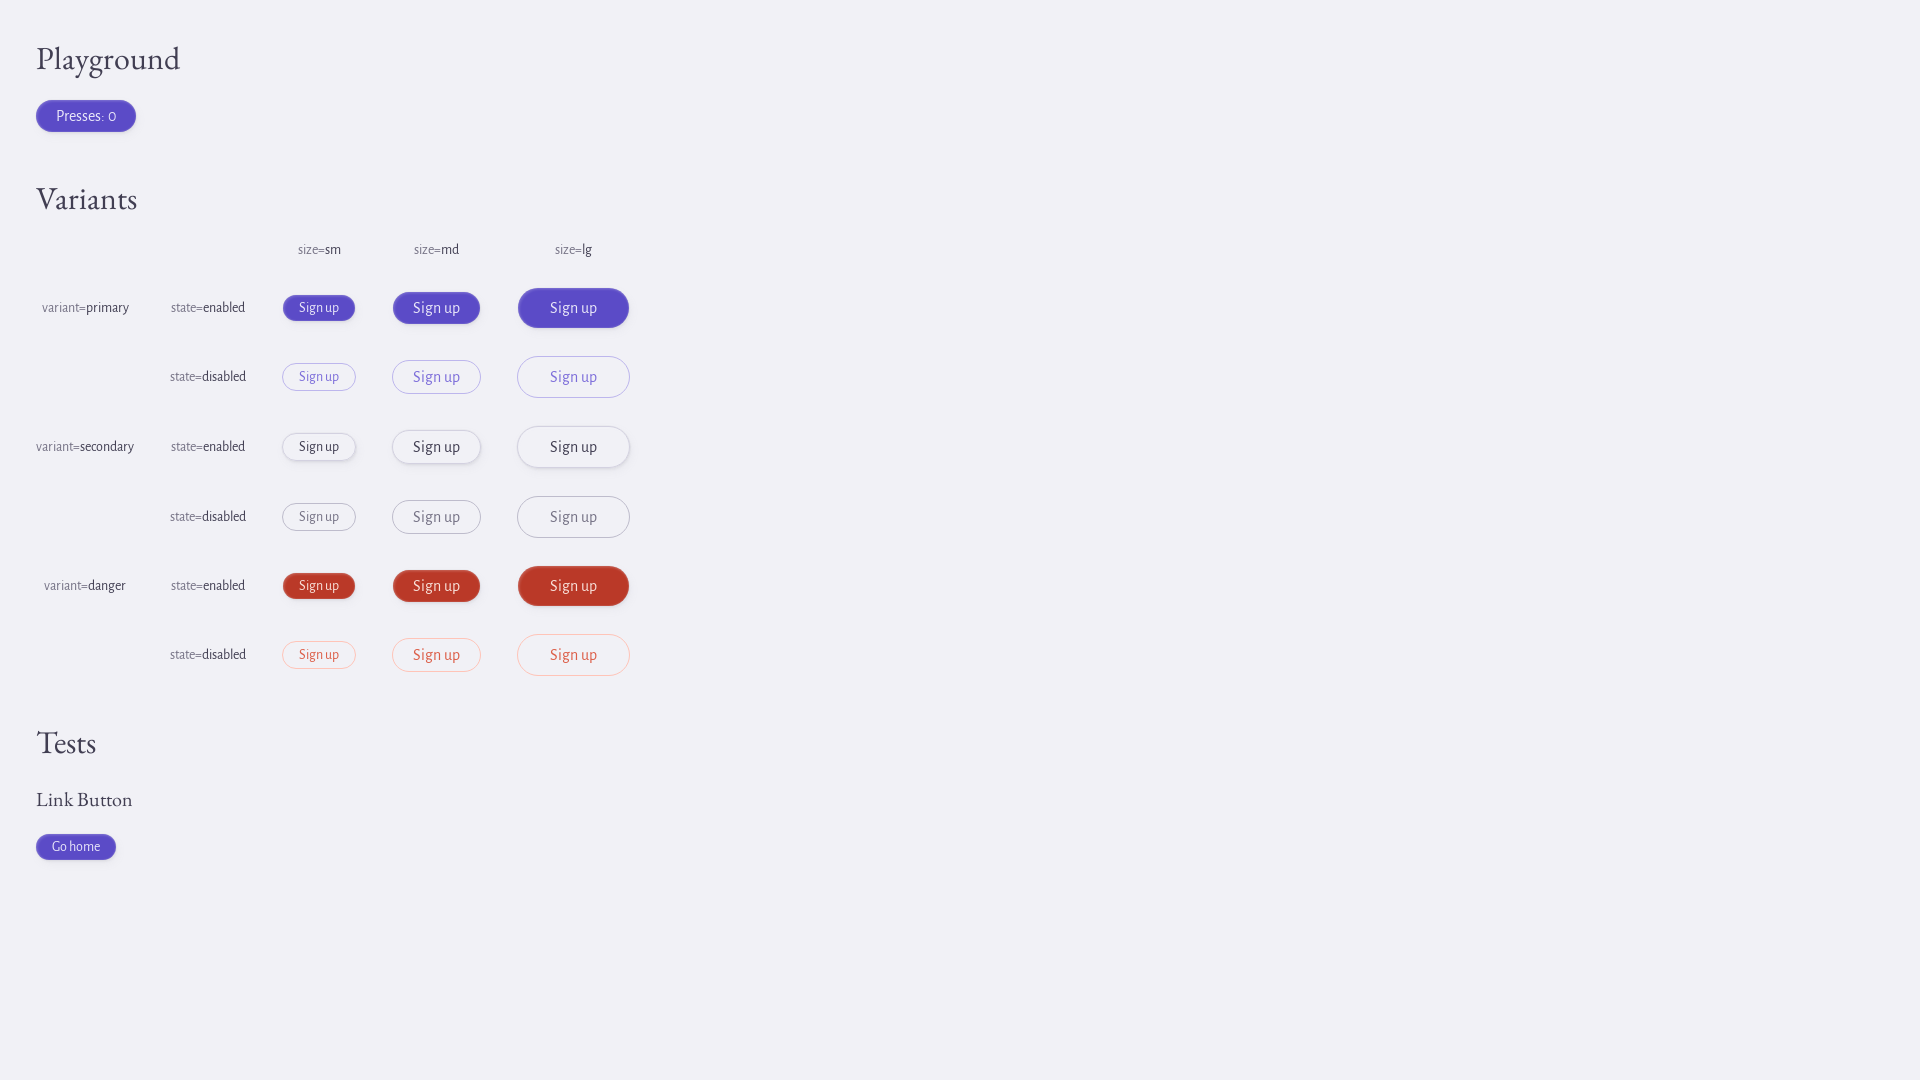 Playground
Presses: 0
Variants
size=sm size=md size=lg
variant=primary state=enabled Sign up Sign up Sign up
state=disabled Sign up Sign up Sign up
variant=secondary state=enabled Sign up Sign up Sign up
state=disabled Sign up Sign up Sign up
variant=danger state=enabled Sign up Sign up Sign up
state=disabled Sign up Sign up Sign up
Tests
Link Button
Go home